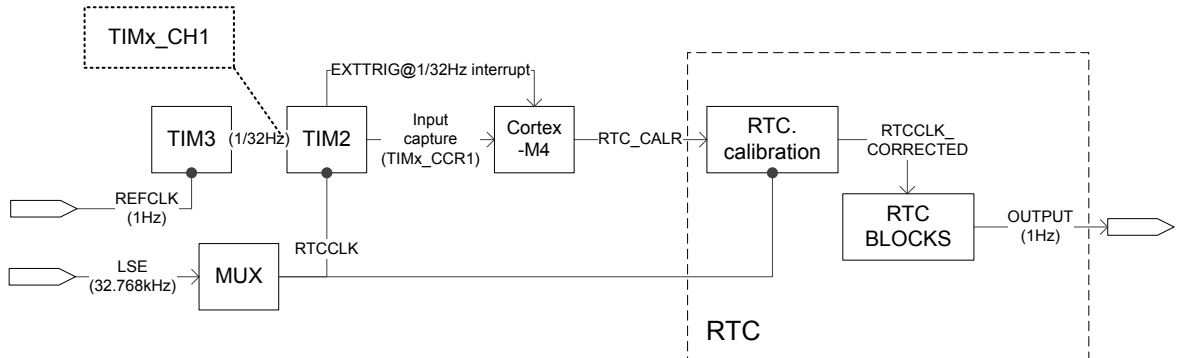 TIMx_CH1
EXTTRIG@1/32Hz interrupt
TIM3
(1/32Hz)
TIM2
Input
capture
(TIMx_CCR1)
Cortex
-M4
RTC_CALR
RTC.
calibration
RTCCLK_
CORRECTED
REFCLK
(1Hz)
RTC
BLOCKS
OUTPUT
(1Hz)
RTCCLK
LSE
(32.768kHz)
MUX
RTC